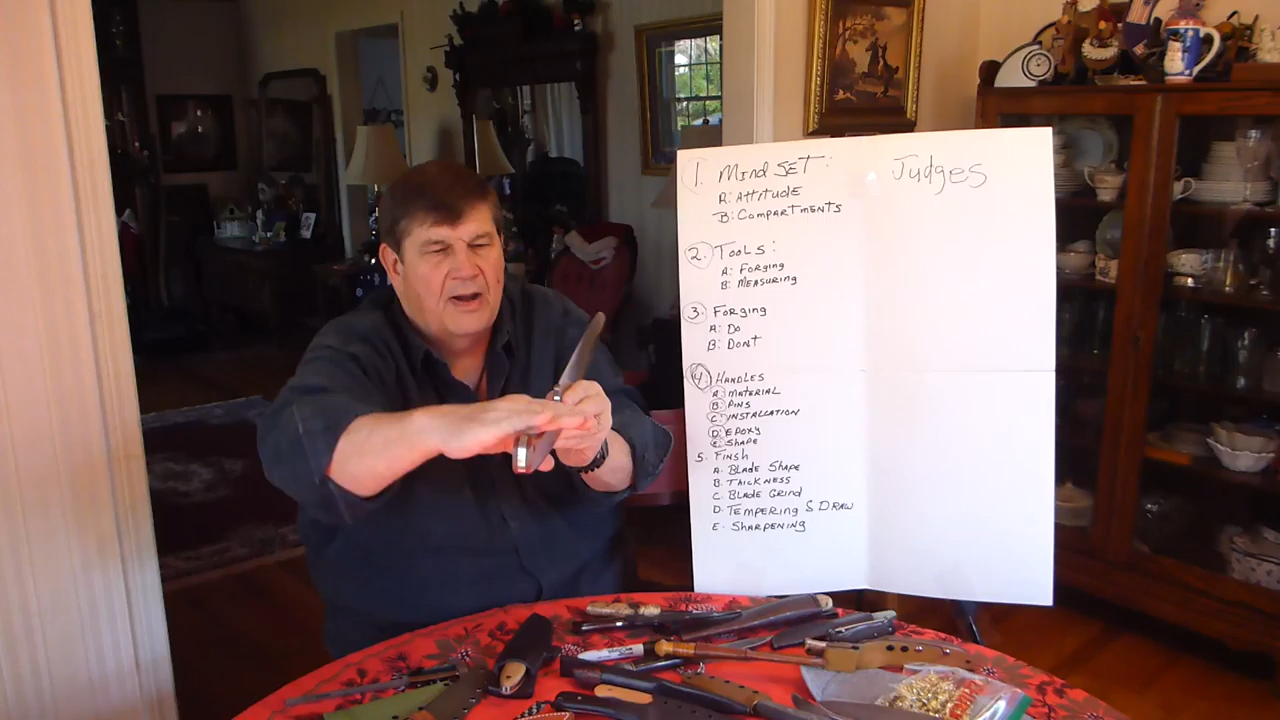 1. Mind SET:
A: Attitude
B: Compartments
2. Tools:
A: Forging
B: Measuring
3. Forging
A: Do
B: Dont
4. Handles
A: Material
B: Pins
C: Installation
D: Epoxy
E: Shape
5. Finsh
A. Blade Shape
B. Thickness
C. Blade Grind
D. Tempering & Draw
E. Sharpening
Judges